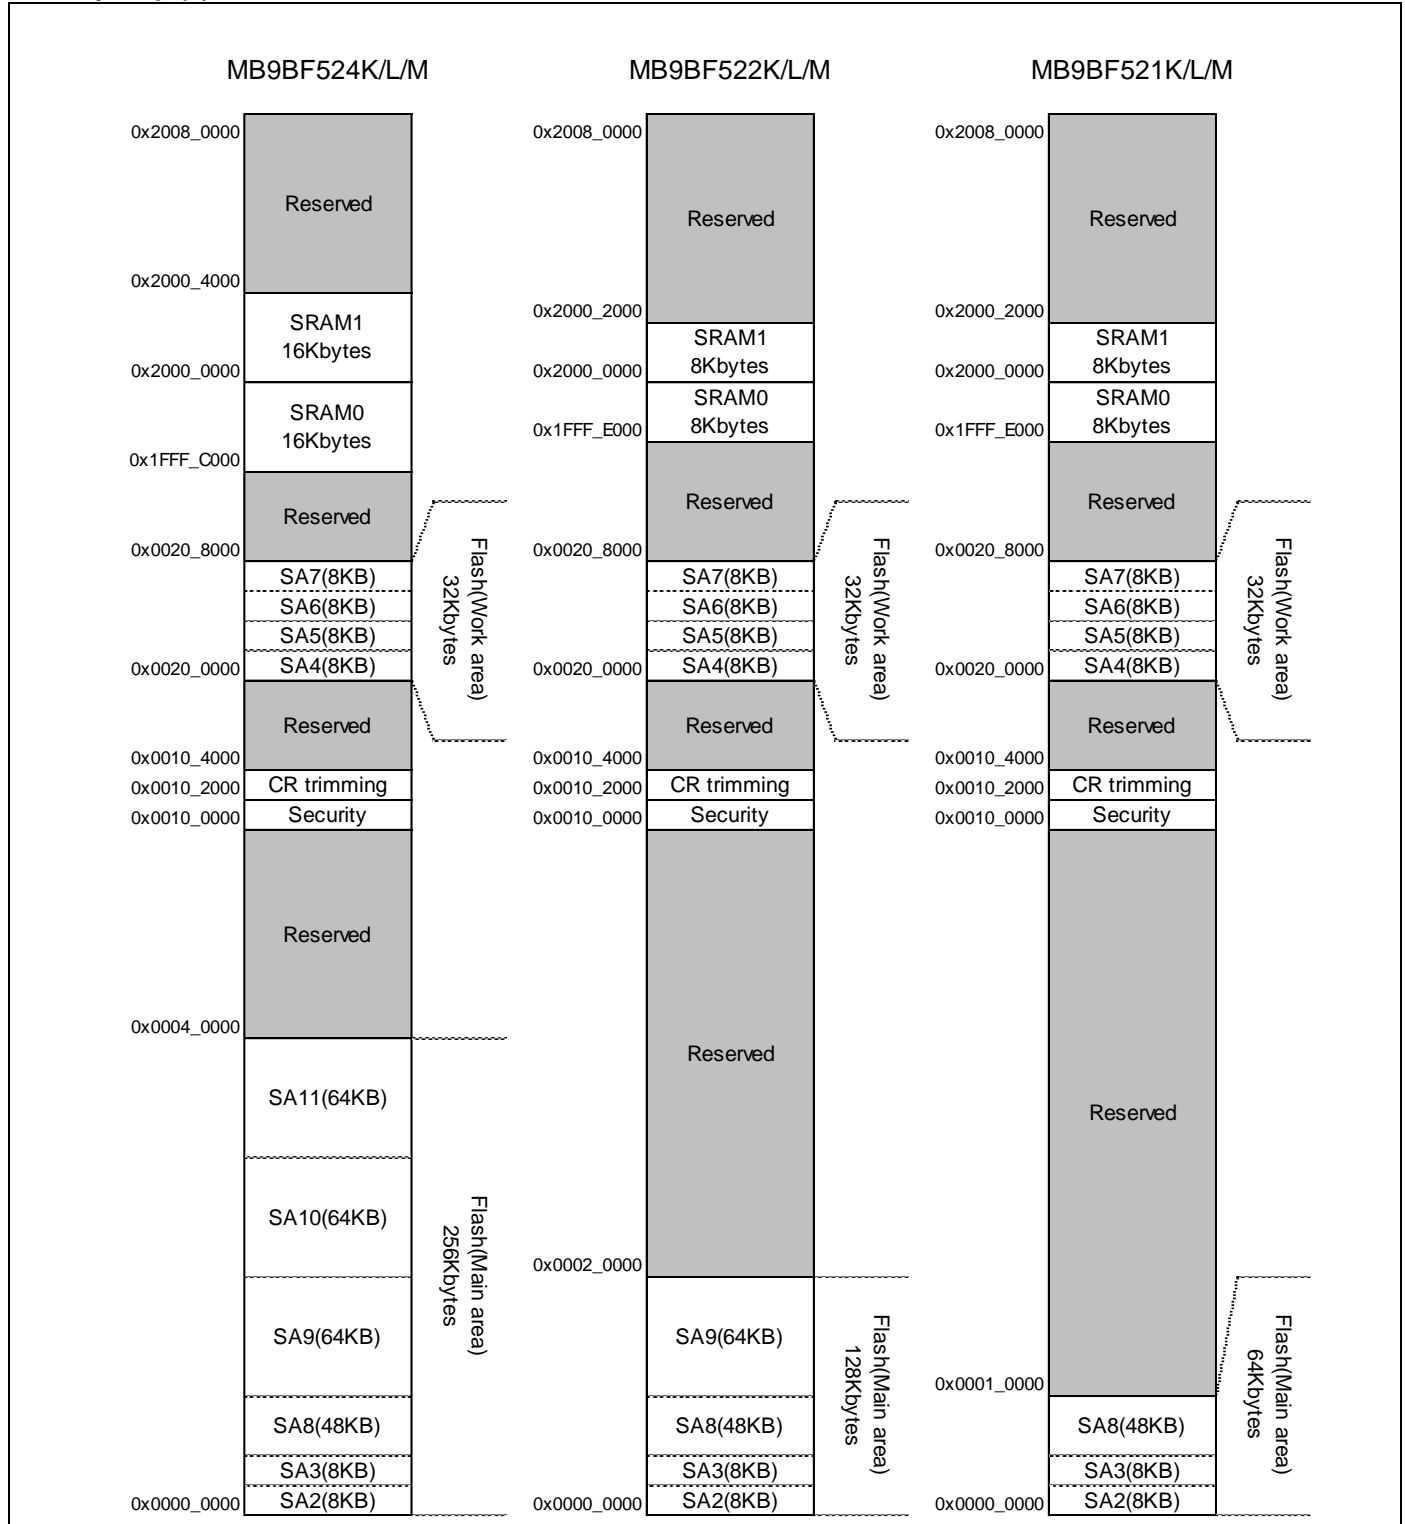 MB9BF524K/L/M
0x2008_0000
Reserved
0x2000_4000
SRAM1
16Kbytes
0x2000_0000
SRAM0
16Kbytes
0x1FFF_C000
Reserved
0x0020_8000
SA7(8KB)
SA6(8KB)
SA5(8KB)
SA4(8KB)
0x0020_0000
Flash(Work area)
32Kbytes
Reserved
0x0010_4000
CR trimming
0x0010_2000
Security
0x0010_0000
Reserved
0x0004_0000
SA11(64KB)
SA10(64KB)
SA9(64KB)
SA8(48KB)
SA3(8KB)
SA2(8KB)
0x0000_0000
Flash(Main area)
256Kbytes
MB9BF522K/L/M
0x2008_0000
Reserved
0x2000_2000
SRAM1
8Kbytes
0x2000_0000
SRAM0
8Kbytes
0x1FFF_E000
Reserved
0x0020_8000
SA7(8KB)
SA6(8KB)
SA5(8KB)
SA4(8KB)
0x0020_0000
Flash(Work area)
32Kbytes
Reserved
0x0010_4000
CR trimming
0x0010_2000
Security
0x0010_0000
Reserved
0x0002_0000
SA9(64KB)
SA8(48KB)
SA3(8KB)
SA2(8KB)
0x0000_0000
Flash(Main area)
128Kbytes
MB9BF521K/L/M
0x2008_0000
Reserved
0x2000_2000
SRAM1
8Kbytes
0x2000_0000
SRAM0
8Kbytes
0x1FFF_E000
Reserved
0x0020_8000
SA7(8KB)
SA6(8KB)
SA5(8KB)
SA4(8KB)
0x0020_0000
Flash(Work area)
32Kbytes
Reserved
0x0010_4000
CR trimming
0x0010_2000
Security
0x0010_0000
Reserved
0x0001_0000
SA8(48KB)
SA3(8KB)
SA2(8KB)
0x0000_0000
Flash(Main area)
64Kbytes